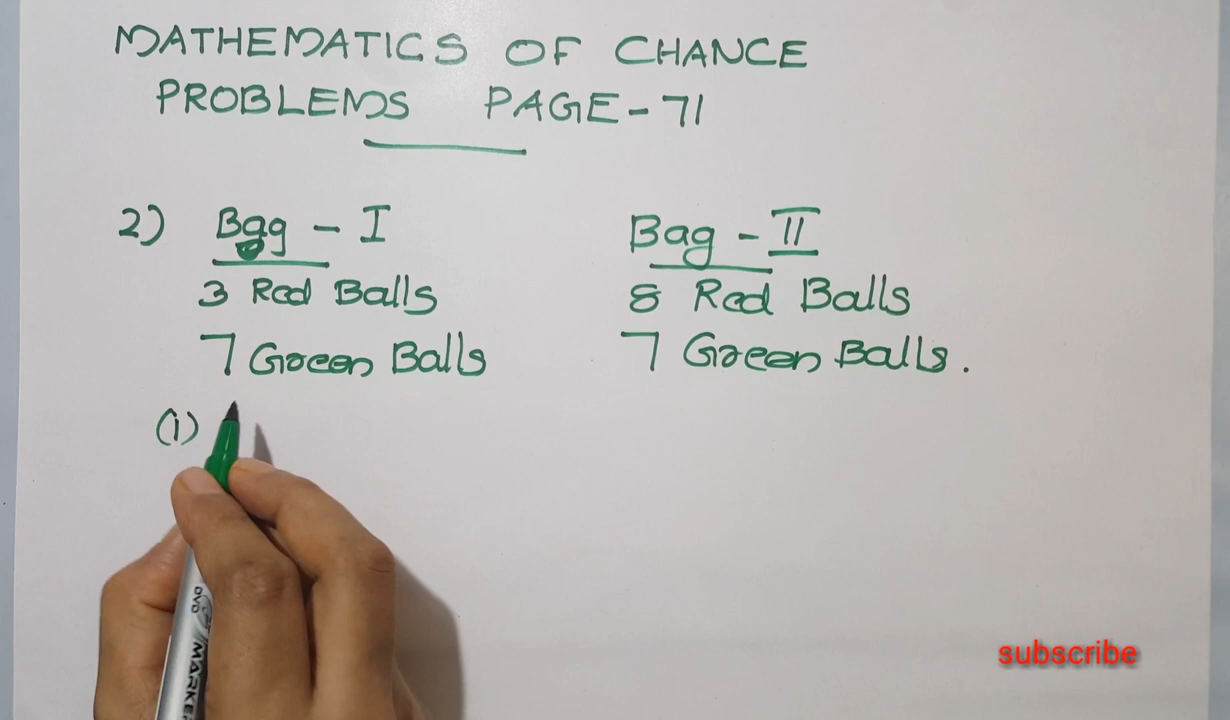 MATHEMATICS OF CHANCE
PROBLEMS PAGE-71
2) Bag - I
3 Red Balls
7 Green Balls
Bag - II
8 Red Balls
7 Green Balls.
(1)
MARKE
subscribe